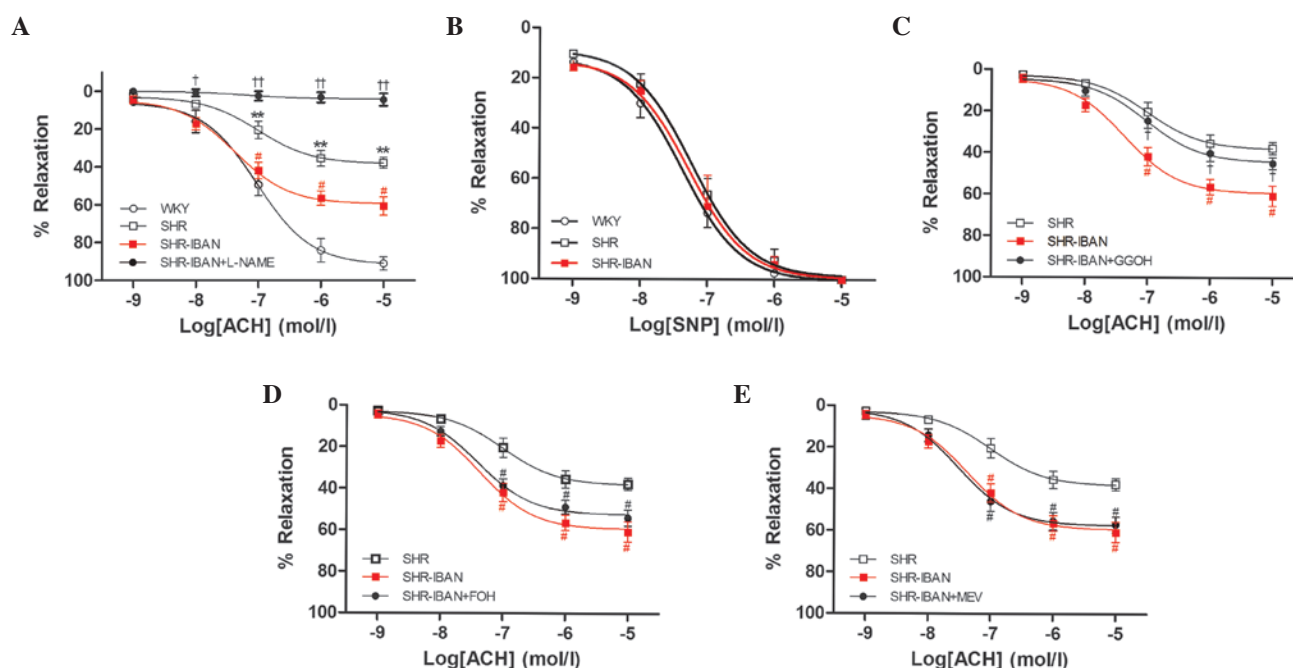 A
% Relaxation
0
20
40
60
80
100
† †† †† ††
** ** **
# # #
WKY
SHR
SHR-IBAN
SHR-IBAN+L-NAME
-9 -8 -7 -6 -5
Log[ACH] (mol/l)
B
% Relaxation
0
20
40
60
80
100
WKY
SHR
SHR-IBAN
-9 -8 -7 -6 -5
Log[SNP] (mol/l)
C
% Relaxation
0
20
40
60
80
100
† † †
# # #
SHR
SHR-IBAN
SHR-IBAN+GGOH
-9 -8 -7 -6 -5
Log[ACH] (mol/l)
D
% Relaxation
0
20
40
60
80
100
# # #
# # #
SHR
SHR-IBAN
SHR-IBAN+FOH
-9 -8 -7 -6 -5
Log[ACH] (mol/l)
E
% Relaxation
0
20
40
60
80
100
# # #
# # #
SHR
SHR-IBAN
SHR-IBAN+MEV
-9 -8 -7 -6 -5
Log[ACH] (mol/l)